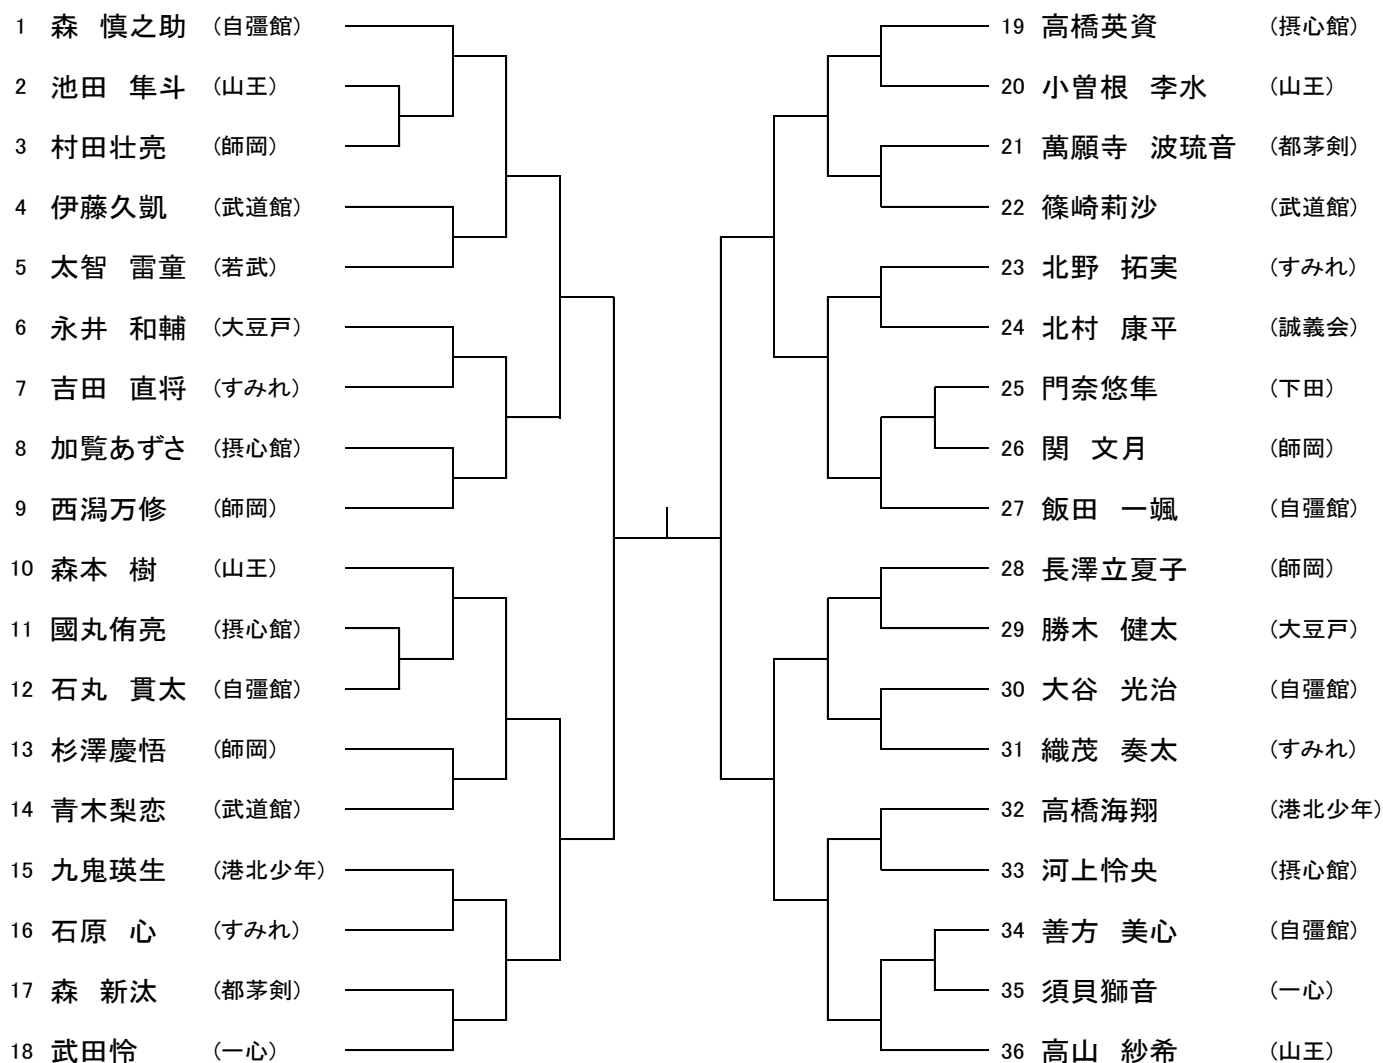 1 森　慎之助 （自彊館）
2 池田　隼斗 （山王）
3 村田壮亮 （師岡）
4 伊藤久凱 （武道館）
5 太智　雷童 （若武）
6 永井　和輔 （大豆戸）
7 吉田　直将 （すみれ）
8 加覧あずさ （摂心館）
9 西潟万修 （師岡）
10 森本　樹 （山王）
11 國丸侑亮 （摂心館）
12 石丸　貫太 （自彊館）
13 杉澤慶悟 （師岡）
14 青木梨恋 （武道館）
15 九鬼瑛生 （港北少年）
16 石原　心 （すみれ）
17 森　新汰 （都茅剣）
18 武田怜 （一心）
19 高橋英資 （摂心館）
20 小曽根　李水 （山王）
21 萬願寺　波琉音 （都茅剣）
22 篠崎莉沙 （武道館）
23 北野　拓実 （すみれ）
24 北村　康平 （誠義会）
25 門奈悠隼 （下田）
26 関　文月 （師岡）
27 飯田　一颯 （自彊館）
28 長澤立夏子 （師岡）
29 勝木　健太 （大豆戸）
30 大谷　光治 （自彊館）
31 織茂　奏太 （すみれ）
32 高橋海翔 （港北少年）
33 河上怜央 （摂心館）
34 善方　美心 （自彊館）
35 須貝獅音 （一心）
36 高山　紗希 （山王）